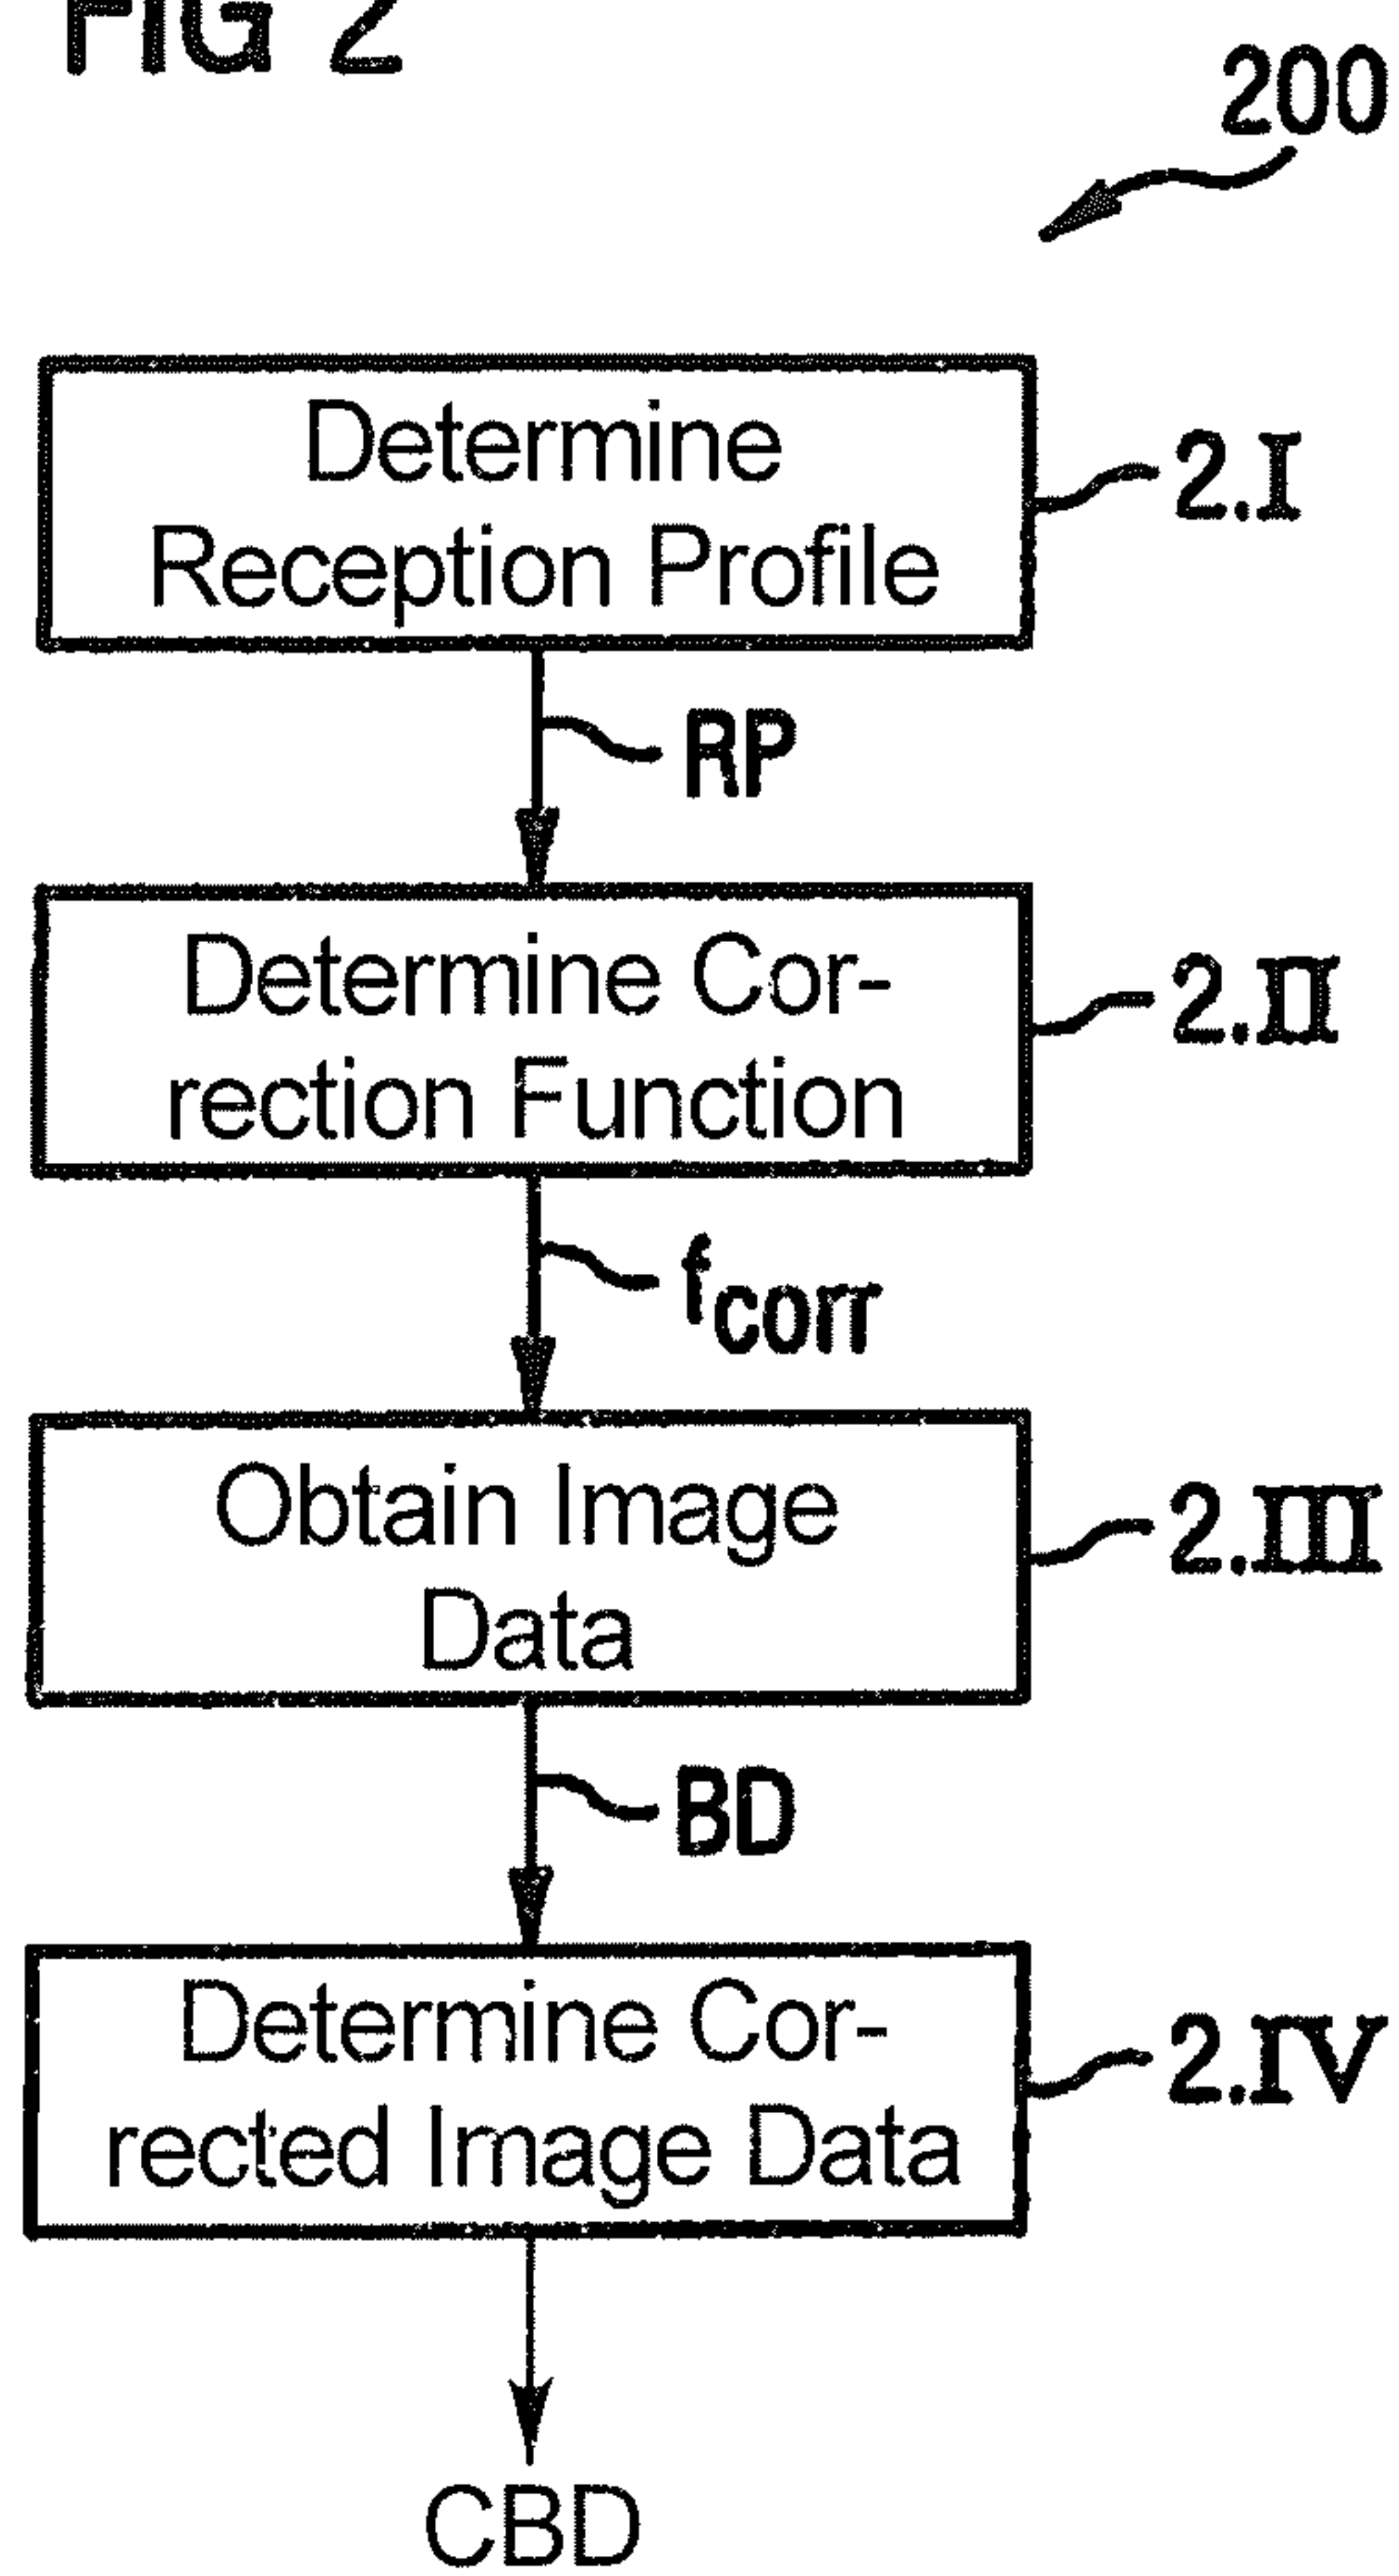 FIG 2
200
Determine
Reception Profile
2.I
RP
Determine Cor-
rection Function
2.II
fcorr
Obtain Image
Data
2.III
BD
Determine Cor-
rected Image Data
2.IV
CBD